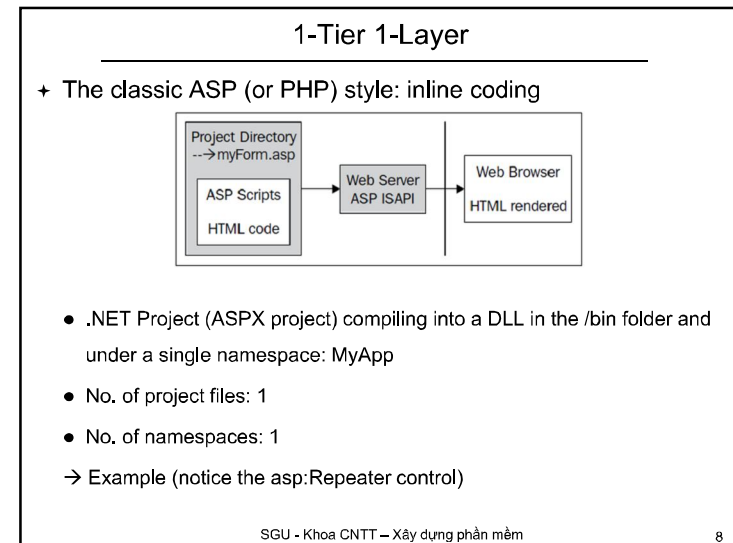 1-Tier 1-Layer
+ The classic ASP (or PHP) style: inline coding
Project Directory
--→myForm.asp
ASP Scripts
HTML code
Web Server
ASP ISAPI
Web Browser
HTML rendered
● .NET Project (ASPX project) compiling into a DLL in the /bin folder and
under a single namespace: MyApp
● No. of project files: 1
● No. of namespaces: 1
→ Example (notice the asp:Repeater control)
SGU - Khoa CNTT – Xây dựng phần mềm
8